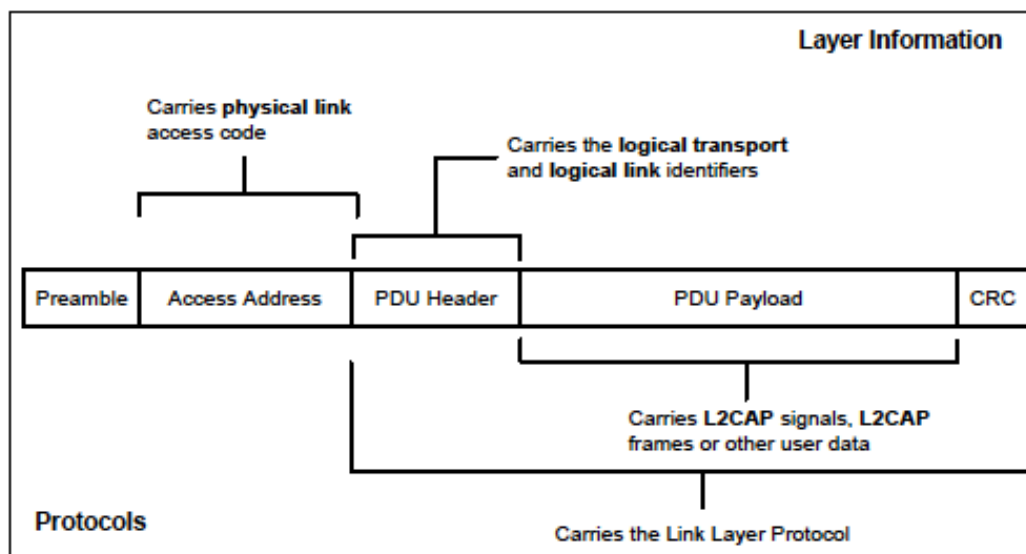 Layer Information
Carries physical link
access code
Carries the logical transport
and logical link identifiers
Preamble
Access Address
PDU Header
PDU Payload
CRC
Carries L2CAP signals, L2CAP
frames or other user data
Protocols
Carries the Link Layer Protocol